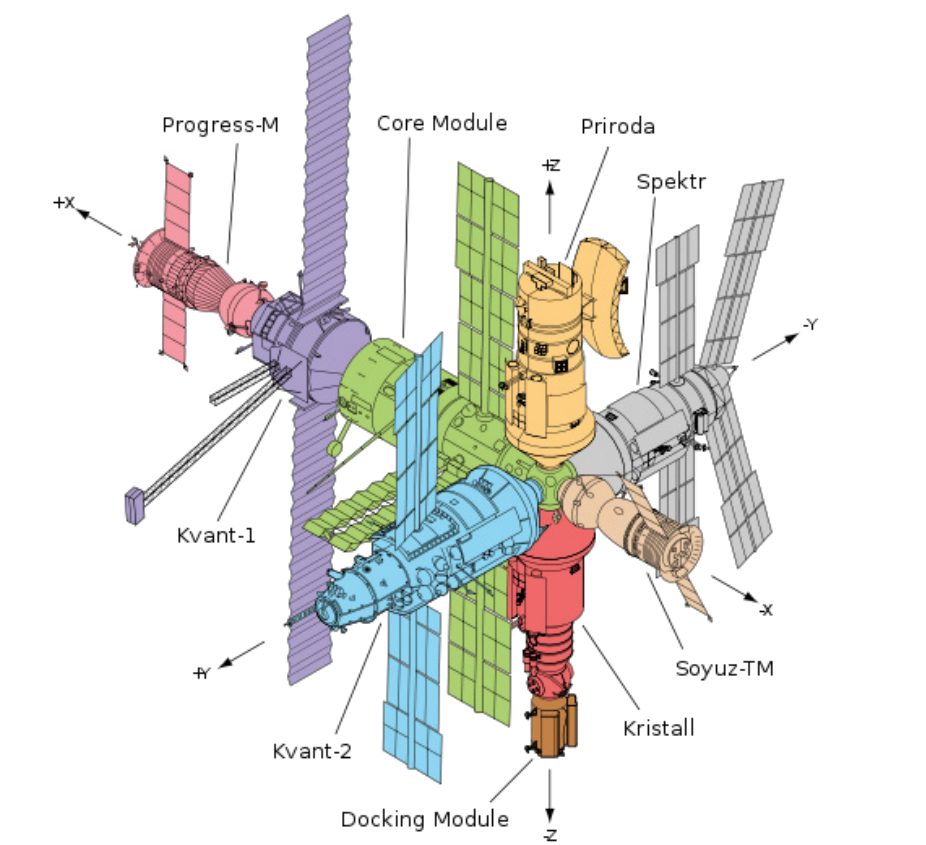 Progress-M
Core Module
Priroda
+Z
Spektr
+X
-Y
Kvant-1
-X
+Y
Soyuz-TM
Kristall
Kvant-2
Docking Module
-Z